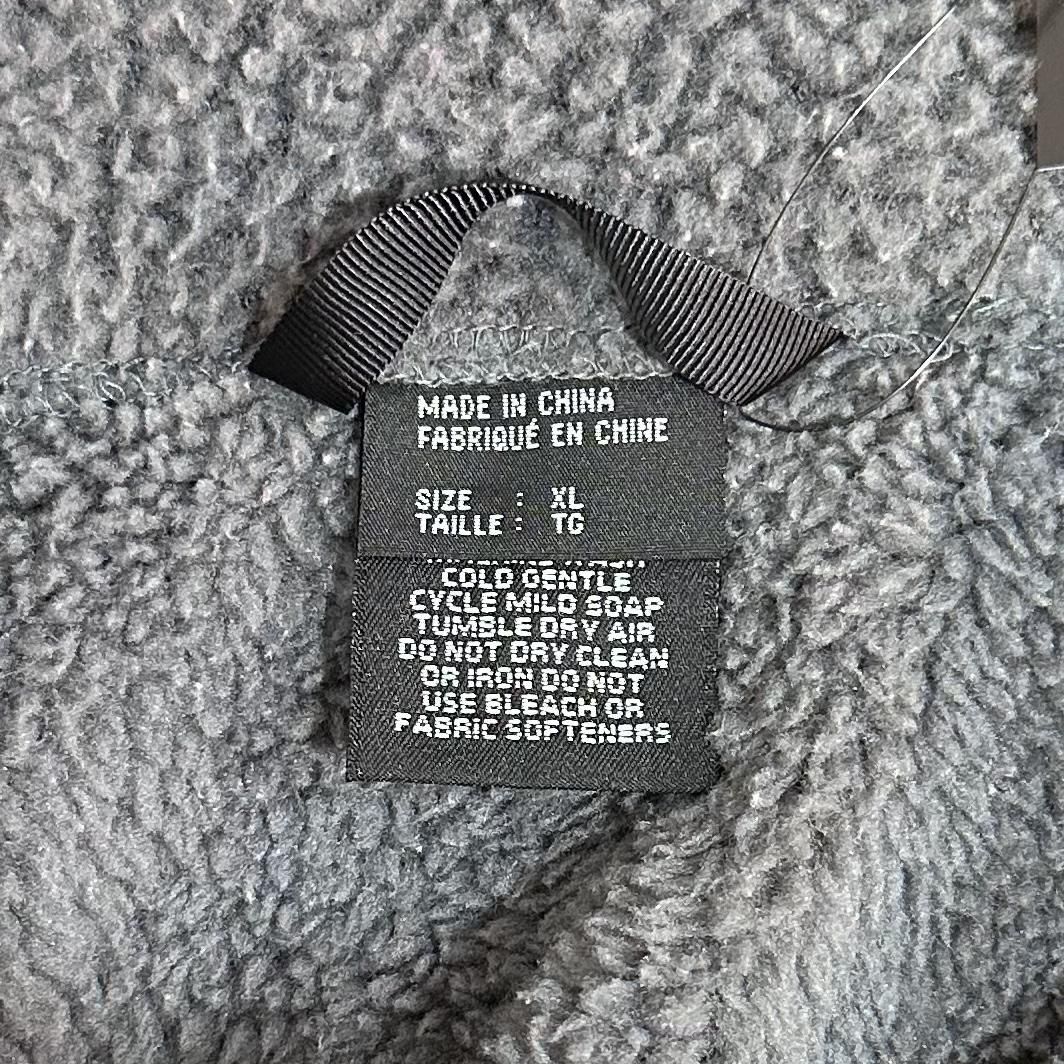 MADE IN CHINA
FABRIQUÉ EN CHINE
SIZE : XL
TAILLE : TG
COLD GENTLE
CYCLE MILD SOAP
TUMBLE DRY AIR
DO NOT DRY CLEAN
OR IRON DO NOT
USE BLEACH OR
FABRIC SOFTENERS